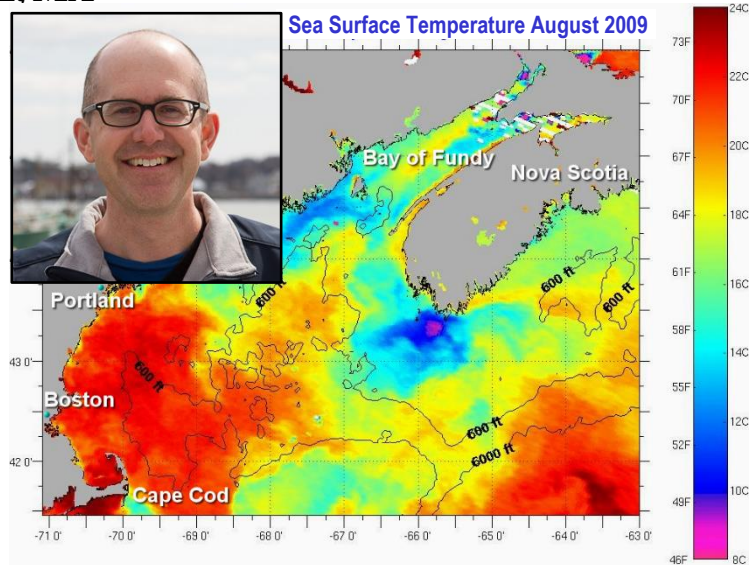 Sea Surface Temperature August 2009
24C
73F
22C
70F
20C
Bay of Fundy
67F
Nova Scotia
18C
64F
16C
61F
600 ft
600 ft
Portland
58F
14C
43 0'
600 ft
55F
Boston
12C
600 ft
52F
42 0'
6000 ft
10C
Cape Cod
49F
-71 0'
-70 0'
-69 0'
-68 0'
-67 0'
-66 0'
-65 0'
-64 0'
-63 0'
46F
8C